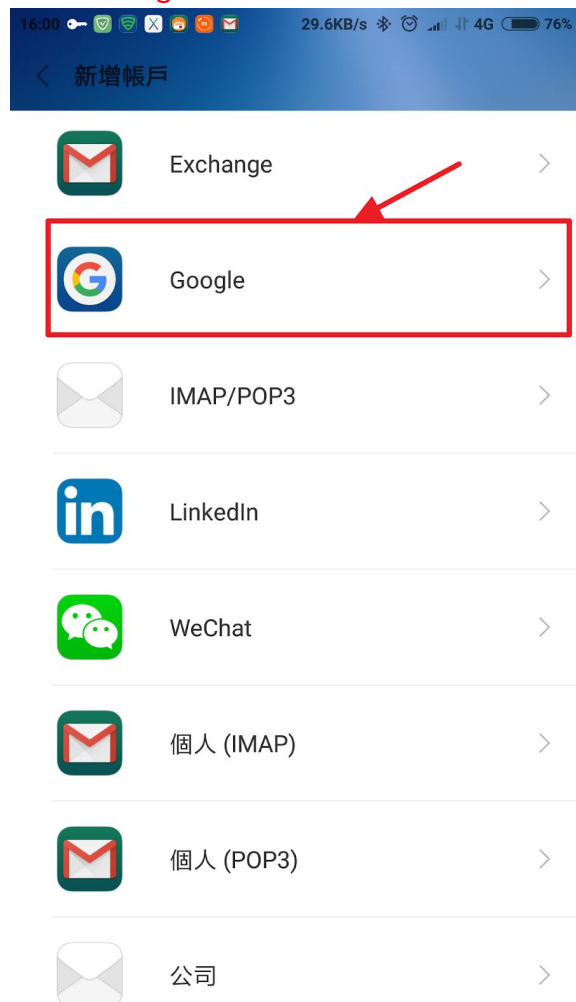 16:00 29.6KB/s 4G 76%
新增帳戶
Exchange
Google
IMAP/POP3
LinkedIn
WeChat
個人 (IMAP)
個人 (POP3)
公司